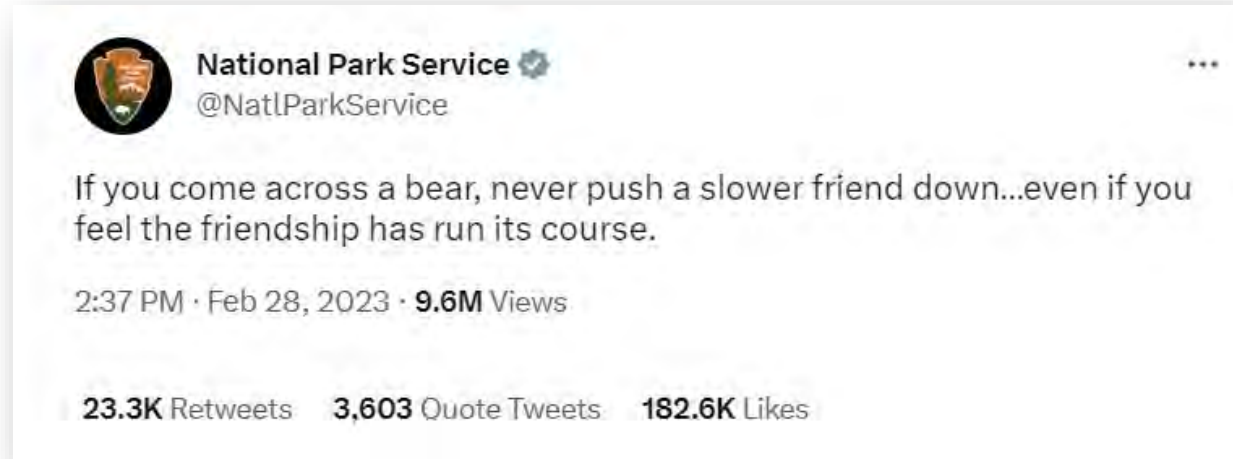 National Park Service
@NatlParkService
If you come across a bear, never push a slower friend down...even if you
feel the friendship has run its course.
2:37 PM · Feb 28, 2023 · 9.6M Views
23.3K Retweets 3,603 Quote Tweets 182.6K Likes